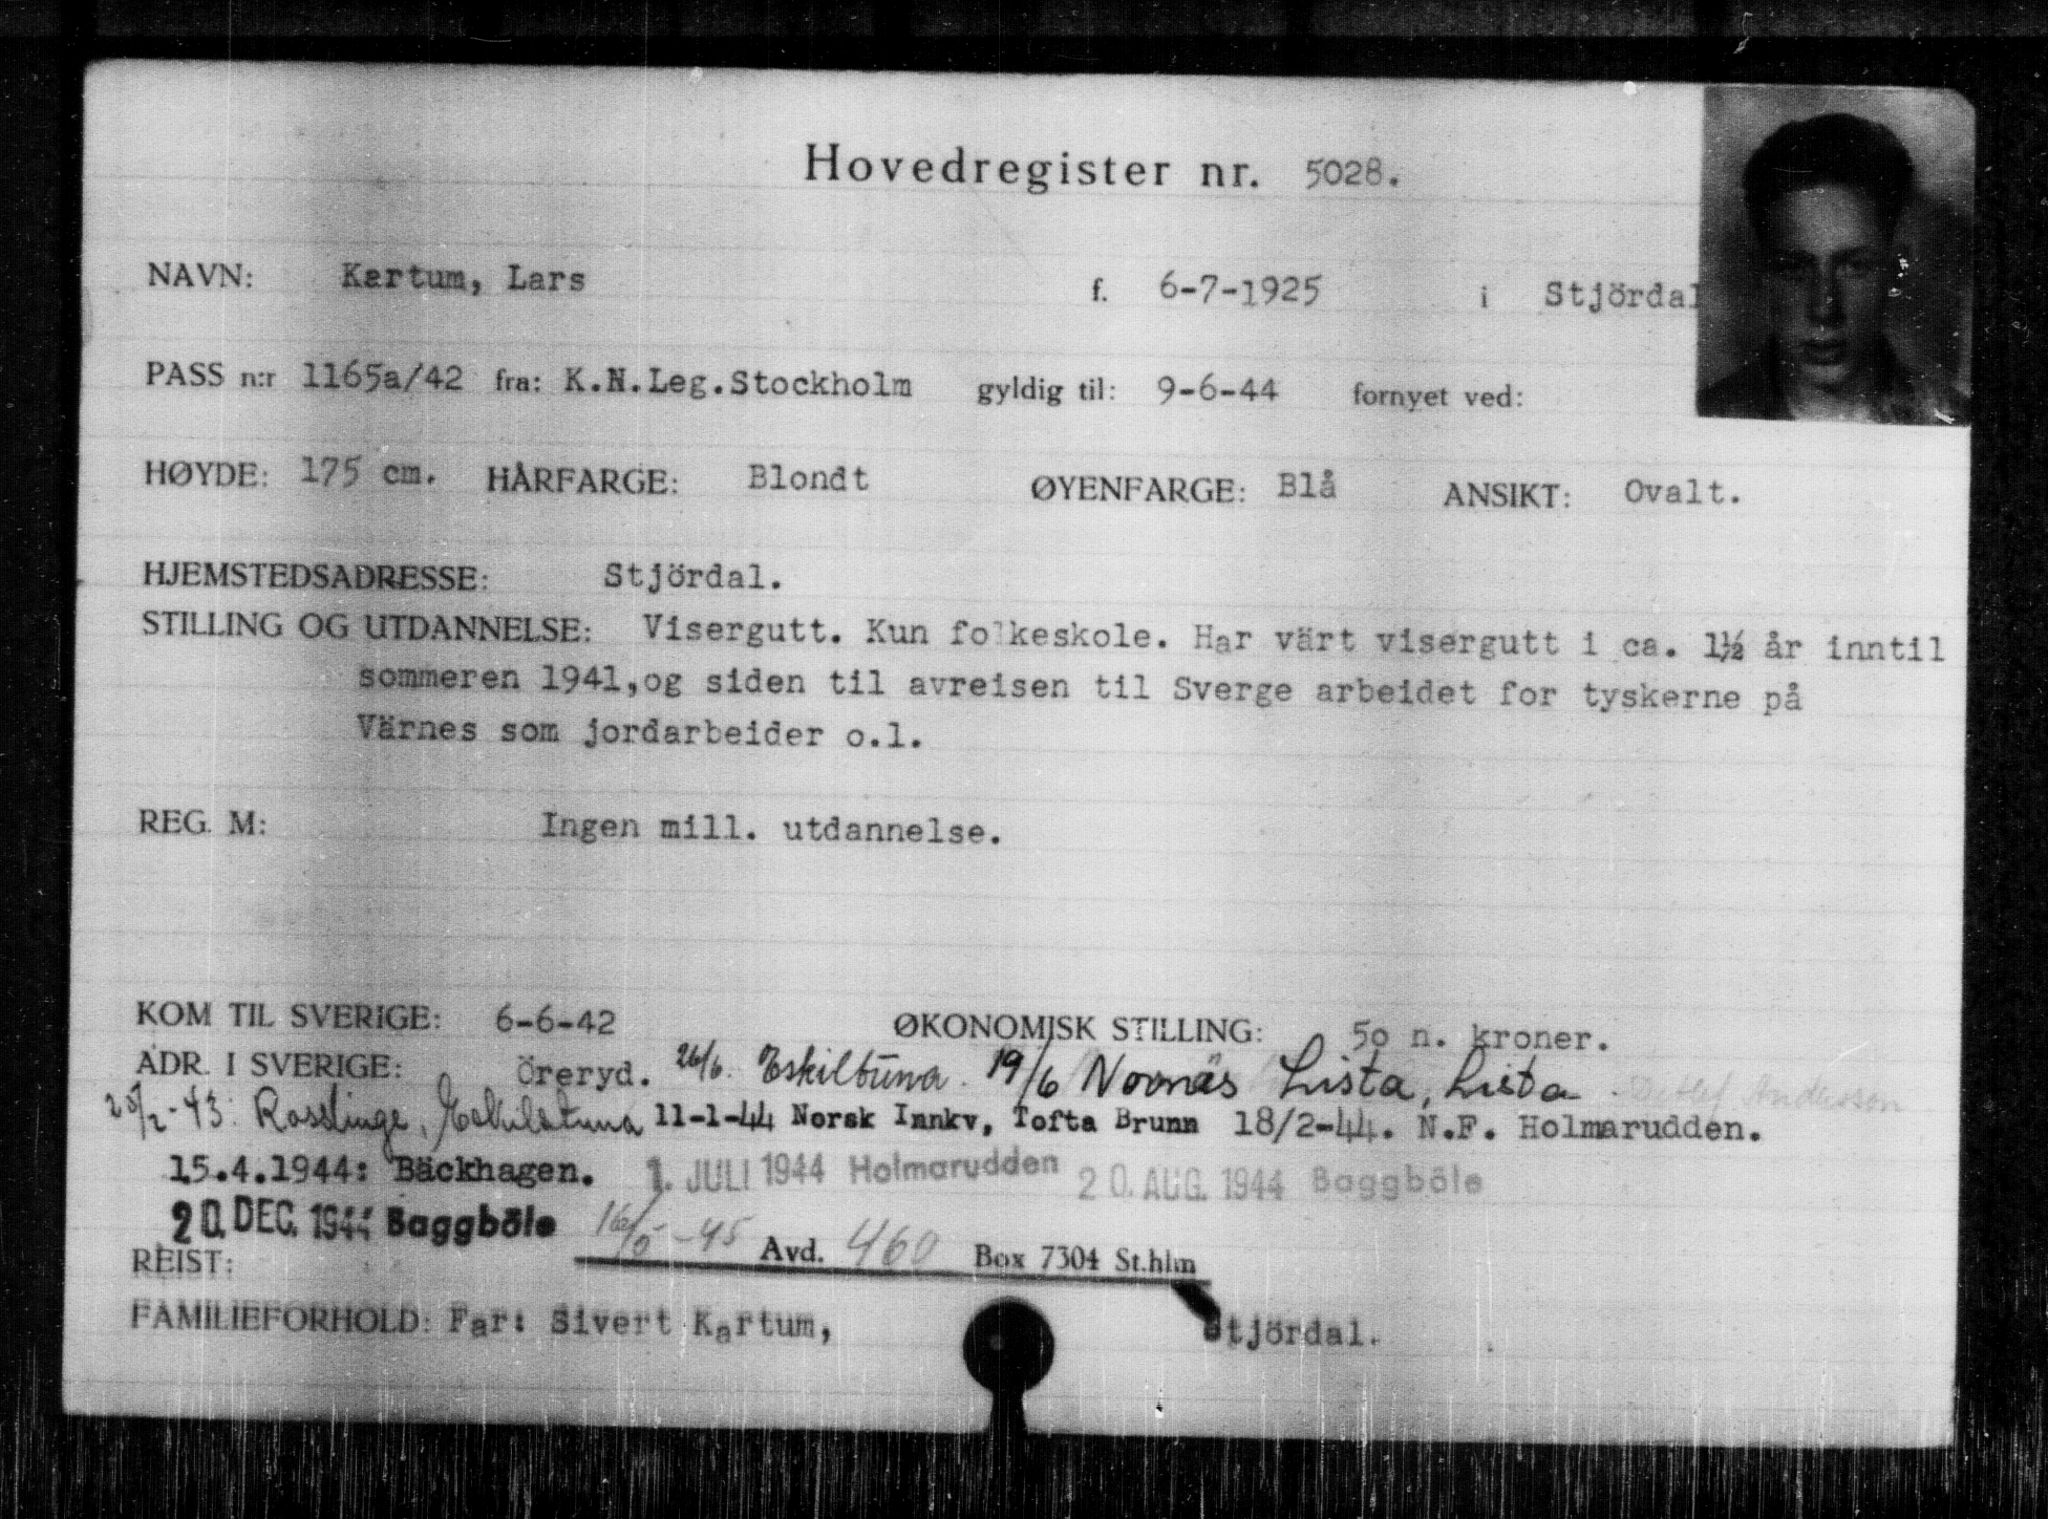 Hovedregister nr. 5028.
NAVN: Kartum, Lars f. 6-7-1925 i Stjördal
PASS n:r 1165a/42 fra: K.N.Leg.Stockholm gyldig til: 9-6-44 fornyet ved:
HØYDE: 175 cm. HÅRFARGE: Blondt ØYENFARGE: Blå ANSIKT: Ovalt.
HJEMSTEDSADRESSE: Stjördal.
STILLING OG UTDANNELSE: Visergutt. Kun folkeskole. Har värt visergutt i ca. 1½ år inntil
sommeren 1941,og siden til avreisen til Sverge arbeidet for tyskerne på
Värnes som jordarbeider o.l.
REG. M: Ingen mill. utdannelse.
KOM TIL SVERIGE: 6-6-42 ØKONOMISK STILLING: 50 n. kroner.
ADR. I SVERIGE: Öreryd. 26/6. Eskiltuna. 19/6 Lista, Lista Andersson
25/2-43: Rosslinge, Eskilstuna 11-1-44 Norsk Innkv, Tofta Brunn 18/2-44. N.F. Holmarudden.
15.4.1944: Bäckhagen. 1. JULI 1944 Holmarudden 20. AUG. 1944 Baggböle
20. DEC. 1944 Baggböle 16/5-45 Avd. 460 Box 7304 St.hlm
REIST:
FAMILIEFORHOLD: Far: Sivert Kartum, Stjördal.